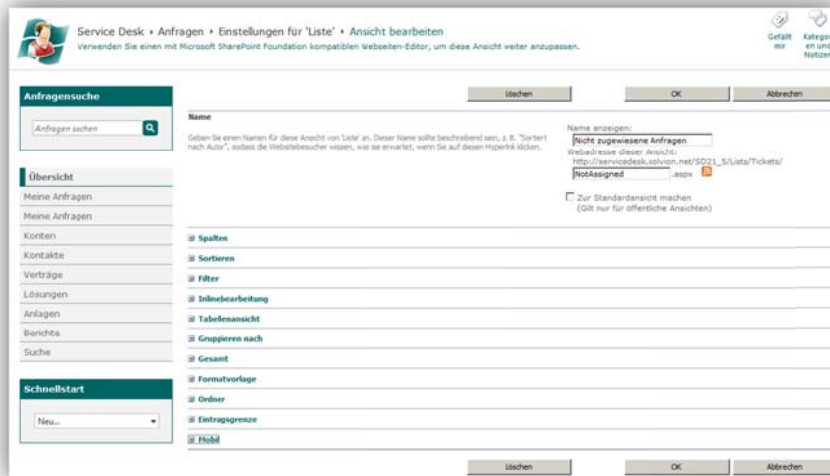 Service Desk ▸ Anfragen ▸ Einstellungen für 'Liste' ▸ Ansicht bearbeiten
Verwenden Sie einen mit Microsoft SharePoint Foundation kompatiblen Webseiten-Editor, um diese Ansicht weiter anzupassen.
Gefällt mir
Kategori
en und
Notizen
Anfragensuche
Anfragen suchen
Übersicht
Meine Anfragen
Meine Anfragen
Konten
Kontakte
Verträge
Lösungen
Anlagen
Berichte
Suche
Schnellstart
Neu...
Löschen
OK
Abbrechen
Name
Geben Sie einen Namen für diese Ansicht von 'Liste' an. Dieser Name sollte beschreibend sein, z. B. "Sortiert
nach Autor", sodass die Websitebesucher wissen, was sie erwartet, wenn Sie auf diesen Hyperlink klicken.
Name anzeigen:
Nicht zugewiesene Anfragen
Webadresse dieser Ansicht:
http://servicedesk.solvion.net/SD21_5/Lists/Tickets/
NotAssigned .aspx
Zur Standardansicht machen
(Gilt nur für öffentliche Ansichten)
Spalten
Sortieren
Filter
Inlinebearbeitung
Tabellenansicht
Gruppieren nach
Gesamt
Formatvorlage
Ordner
Eintragsgrenze
Mobil
Löschen
OK
Abbrechen